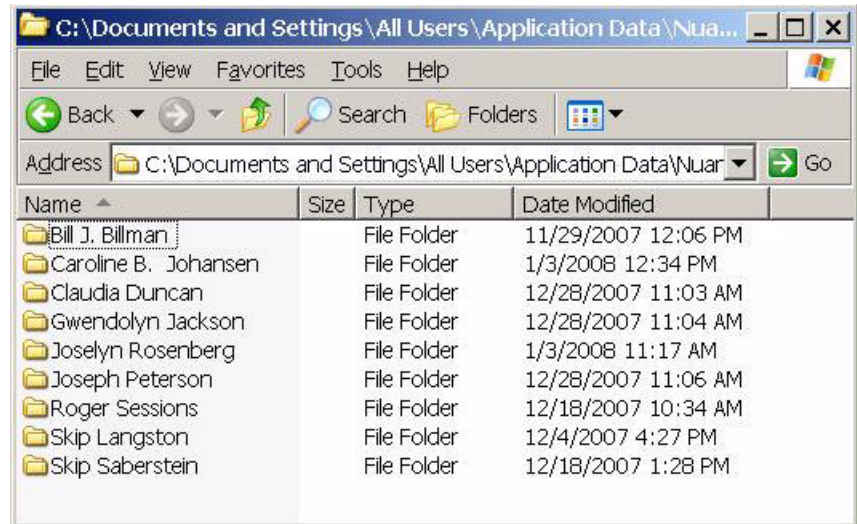 C:\Documents and Settings\All Users\Application Data\Nua...
File Edit View Favorites Tools Help
Back Search Folders
Address C:\Documents and Settings\All Users\Application Data\Nuar Go
Name Size Type Date Modified
Bill J. Billman File Folder 11/29/2007 12:06 PM
Caroline B. Johansen File Folder 1/3/2008 12:34 PM
Claudia Duncan File Folder 12/28/2007 11:03 AM
Gwendolyn Jackson File Folder 12/28/2007 11:04 AM
Joselyn Rosenberg File Folder 1/3/2008 11:17 AM
Joseph Peterson File Folder 12/28/2007 11:06 AM
Roger Sessions File Folder 12/18/2007 10:34 AM
Skip Langston File Folder 12/4/2007 4:27 PM
Skip Saberstein File Folder 12/18/2007 1:28 PM